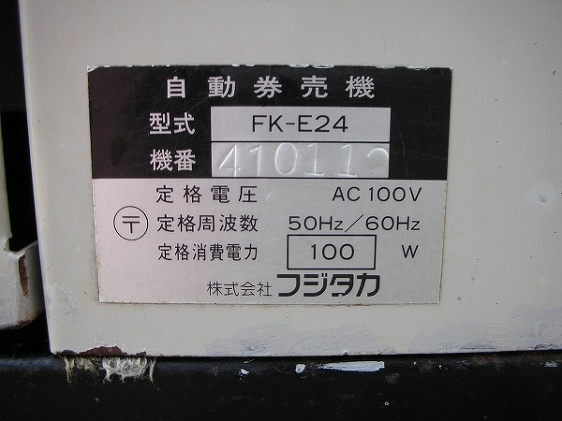 自動券売機
型式 FK-E24
機番 410112
定格電圧 AC100V
〒 定格周波数 50Hz/60Hz
定格消費電力 100 W
株式会社 フジタカ